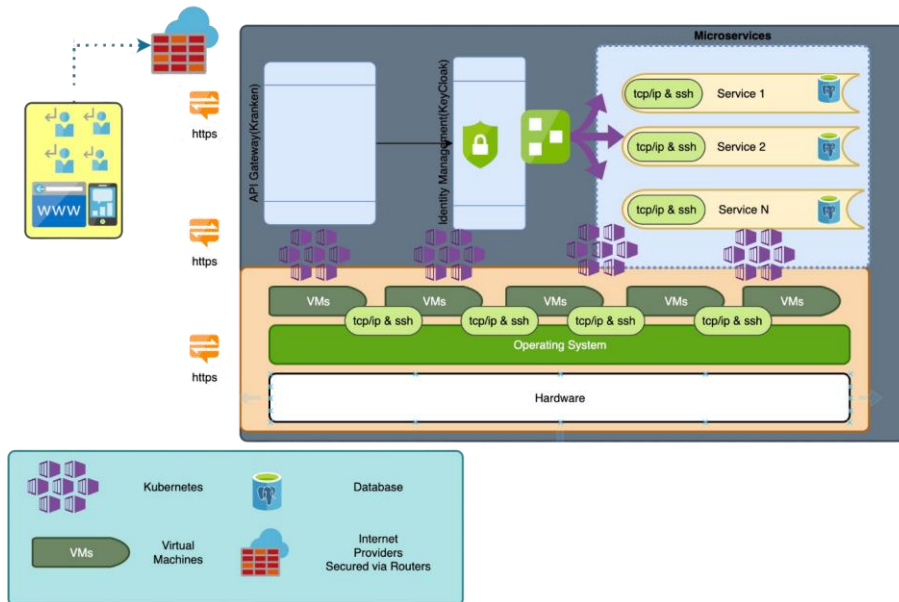 Microservices
API Gateway(Kranken)
Identity Management(KeyCloak)
tcp/ip & ssh
Service 1
tcp/ip & ssh
Service 2
tcp/ip & ssh
Service N
https
https
https
WWW
VMs
VMs
VMs
VMs
VMs
tcp/ip & ssh
tcp/ip & ssh
tcp/ip & ssh
tcp/ip & ssh
Operating System
Hardware
Kubernetes
Database
VMs
Virtual
Machines
Internet
Providers
Secured via Routers